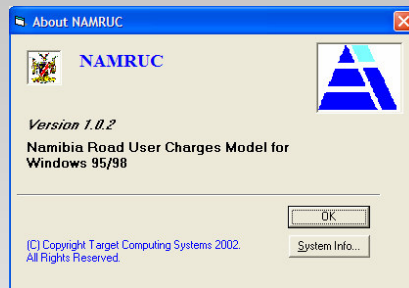 About NAMRUC
NAMRUC
Version 1.0.2
Namibia Road User Charges Model for
Windows 95/98
OK
(C) Copyright Target Computing Systems 2002.
All Rights Reserved.
System Info...